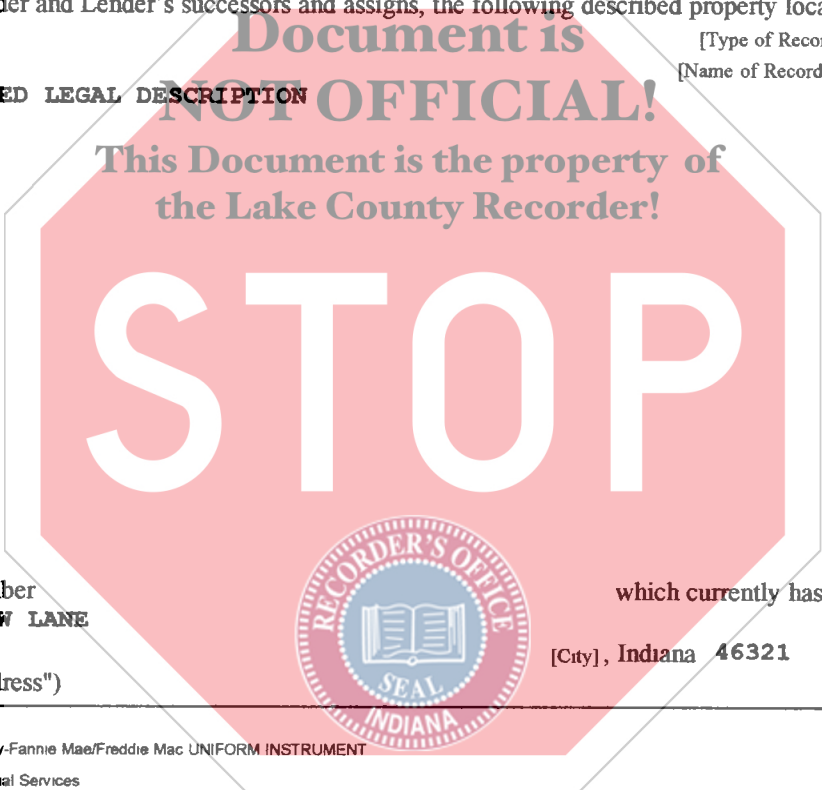 der and Lender's successors and assigns, the following described property loca
Document is
[Type of Recor
[Name of Record
NOT OFFICIAL!
ED LEGAL DESCRIPTION
This Document is the property of
the Lake County Recorder!
STOP
RECORDER'S OFFICE
ber
which currently has
W LANE
[City], Indiana 46321
SEAL
ress")
INDIANA
y-Fannie Mae/Freddie Mac UNIFORM INSTRUMENT
al Services